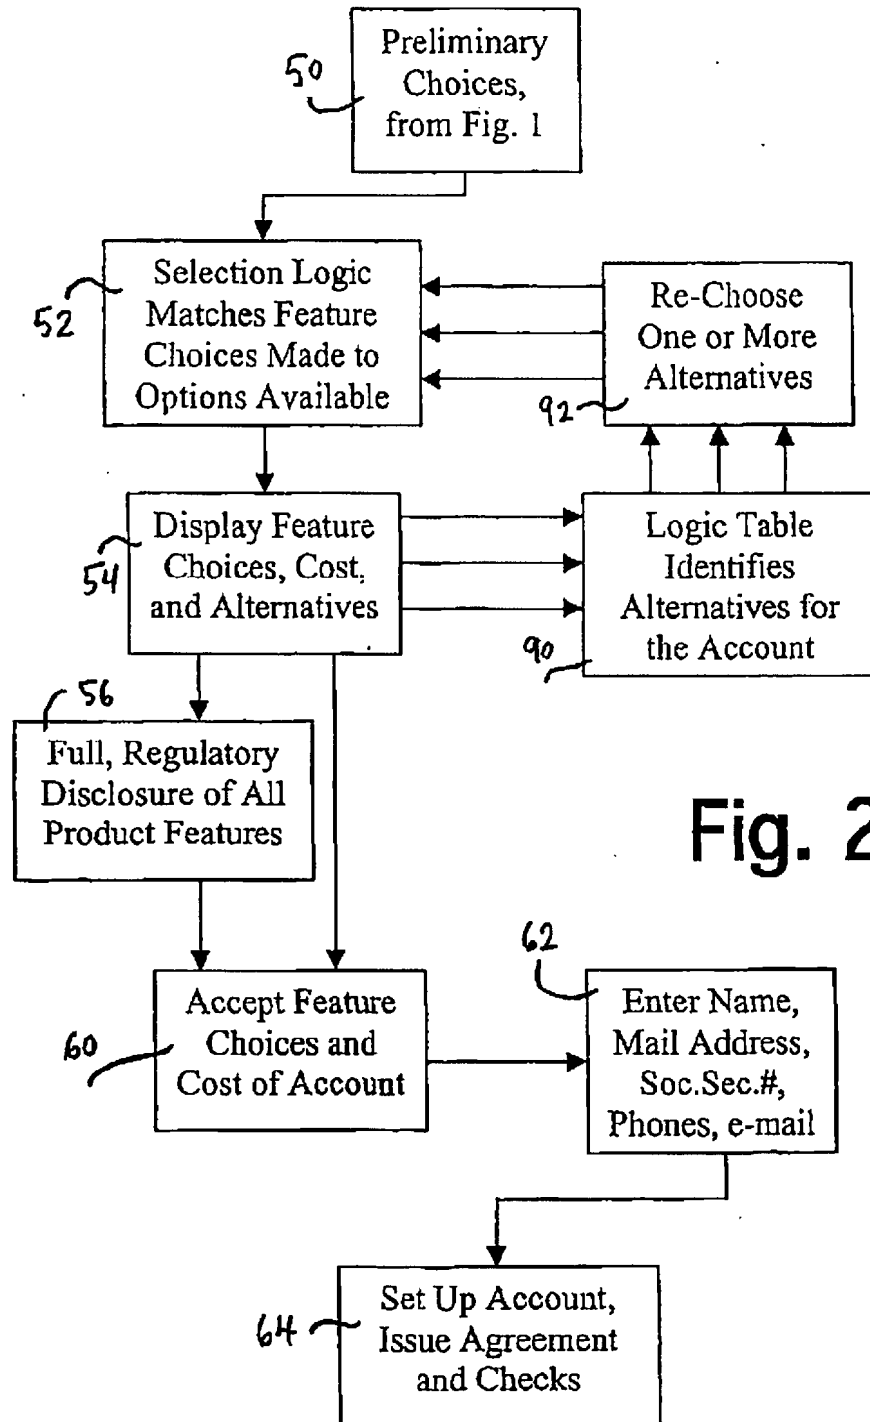 50
Preliminary
Choices,
from Fig. 1
52
Selection Logic
Matches Feature
Choices Made to
Options Available
Re-Choose
One or More
Alternatives
92
54
Display Feature
Choices, Cost,
and Alternatives
Logic Table
Identifies
Alternatives for
the Account
90
56
Full, Regulatory
Disclosure of All
Product Features
Fig. 2
60
Accept Feature
Choices and
Cost of Account
62
Enter Name,
Mail Address,
Soc.Sec.#,
Phones, e-mail
64
Set Up Account,
Issue Agreement
and Checks